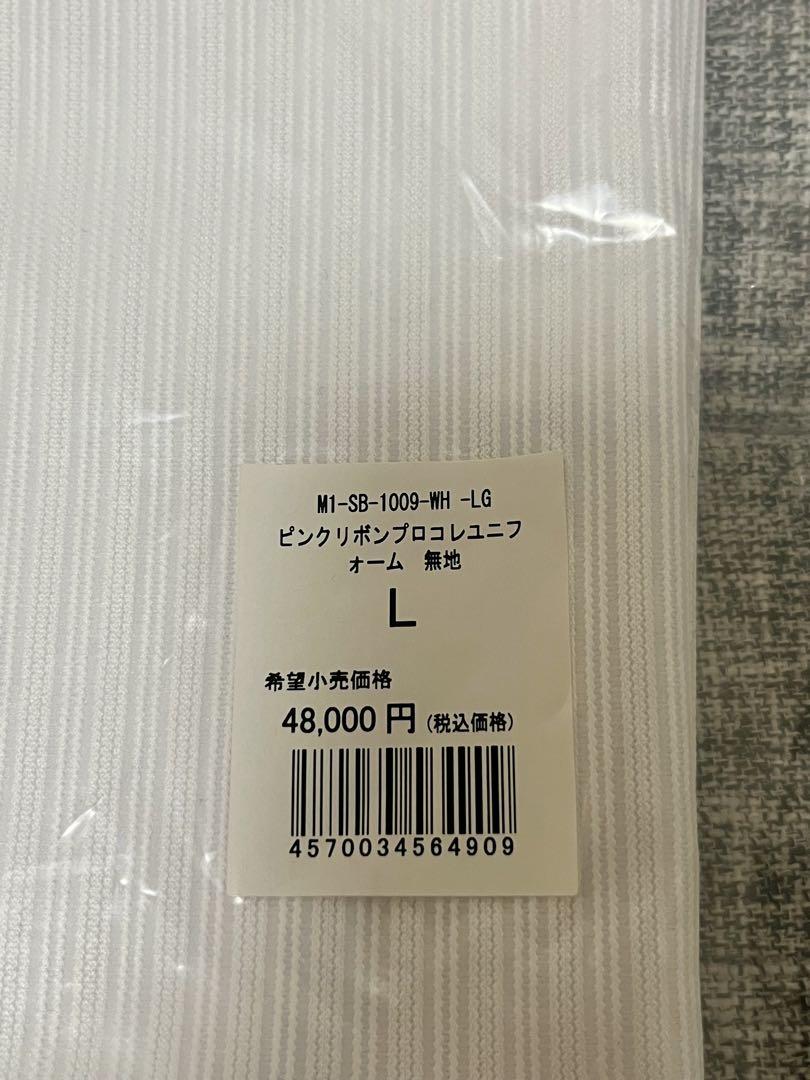 M1-SB-1009-WH -LG
ピンクリボンプロコレユニフ
ォーム　無地
L
希望小売価格
48,000 円 (税込価格)
4570034564909